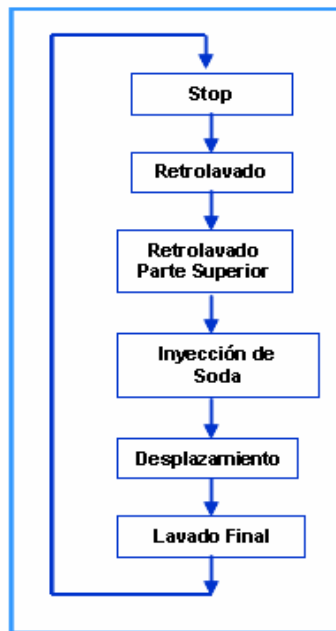 Stop
Retrolavado
Retrolavado
Parte Superior
Inyección de
Soda
Desplazamiento
Lavado Final